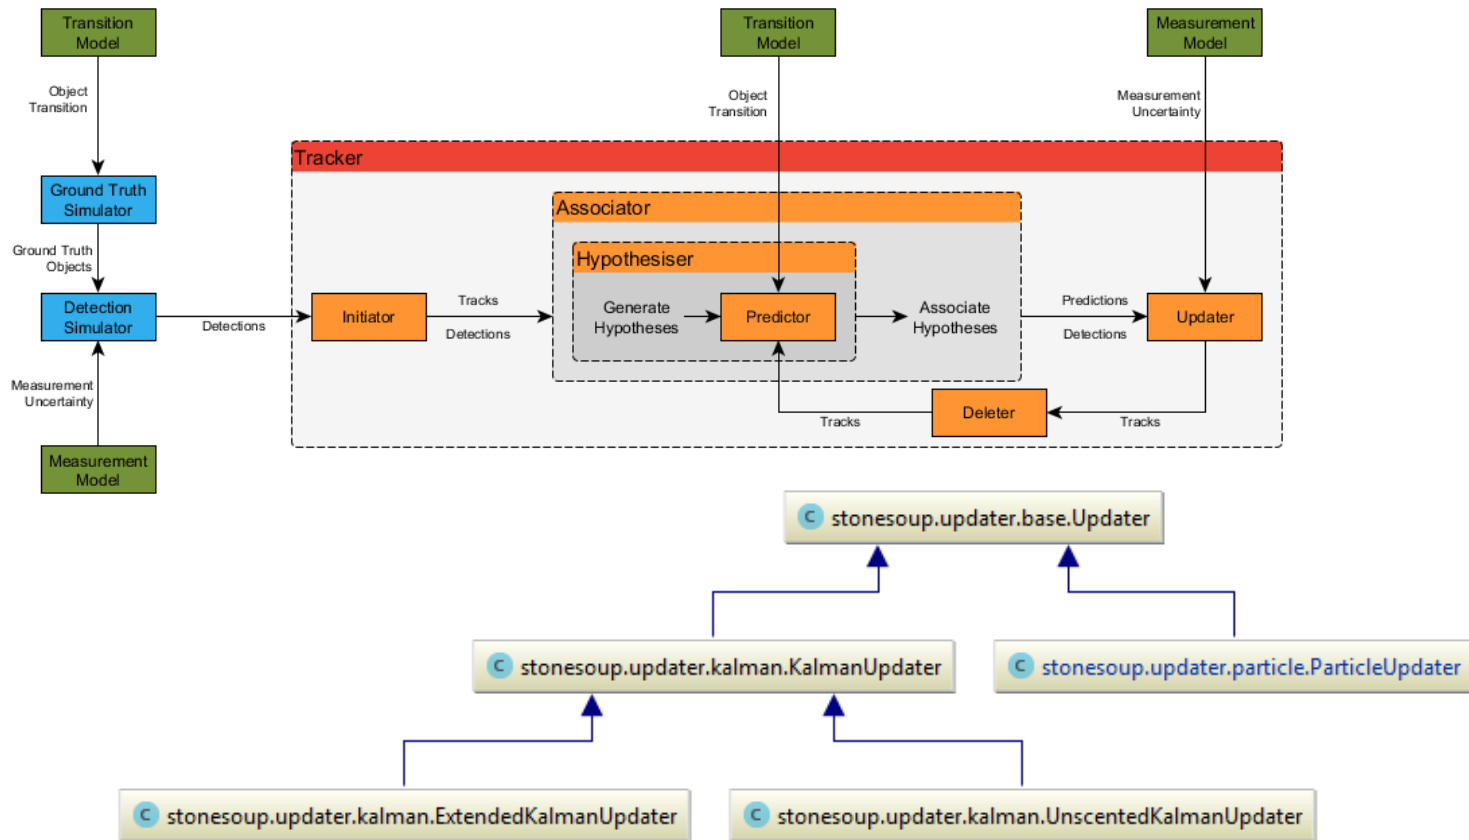 Transition
Model
Transition
Model
Measurement
Model
Object
Transition
Object
Transition
Measurement
Uncertainty
Tracker
Ground Truth
Simulator
Associator
Ground Truth
Objects
Hypothesiser
Detection
Simulator
Detections
Initiator
Tracks
Detections
Generate
Hypotheses
Predictor
Associate
Hypotheses
Predictions
Detections
Updater
Measurement
Uncertainty
Tracks
Deleter
Tracks
Measurement
Model
C stonesoup.updater.base.Updater
C stonesoup.updater.kalman.KalmanUpdater
C stonesoup.updater.particle.ParticleUpdater
C stonesoup.updater.kalman.ExtendedKalmanUpdater
C stonesoup.updater.kalman.UnscentedKalmanUpdater